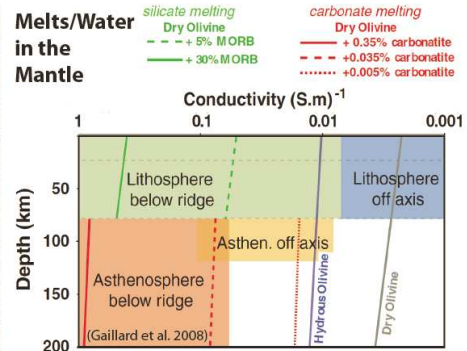 Melts/Water
in the
Mantle
silicate melting
Dry Olivine
+ 5% MORB
+ 30% MORB
carbonate melting
Dry Olivine
+ 0.35% carbonatite
+0.035% carbonatite
+0.005% carbonatite
Conductivity (S.m)-1
1 0.1 0.01 0.001
Depth (km)
50
100
150
200
Lithosphere
below ridge
Lithosphere
off axis
Asthen. off axis
Asthenosphere
below ridge
(Gaillard et al. 2008)
Hydrous Olivine
Dry Olivine